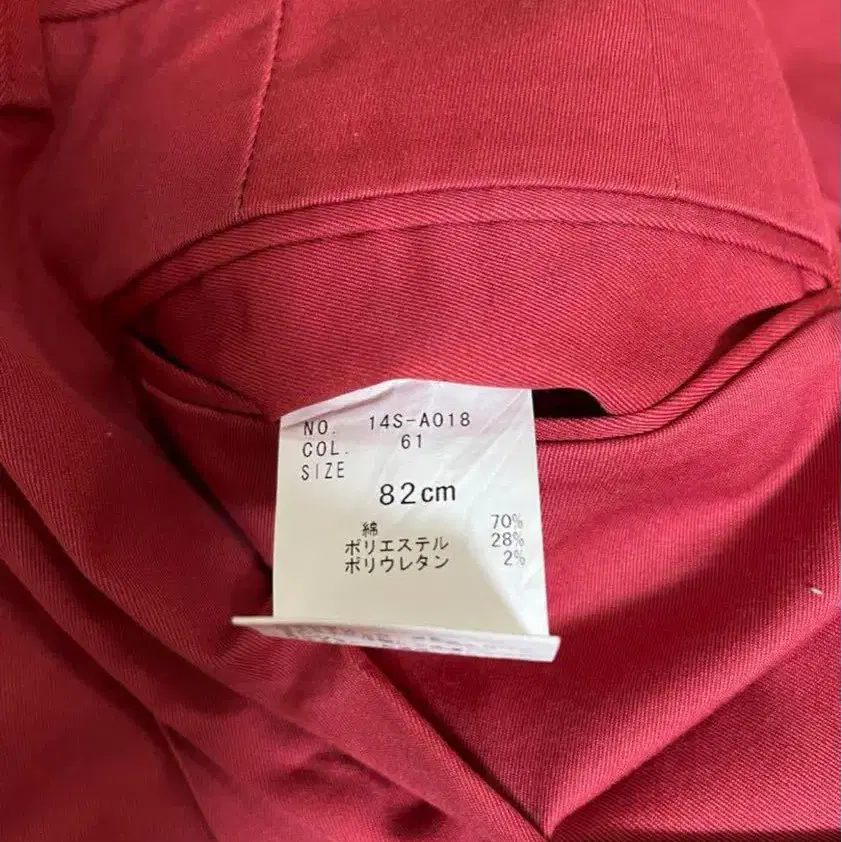 NO. 14S-A018
COL. 61
SIZE
82cm
綿 70%
ポリエステル 28%
ポリウレタン 2%